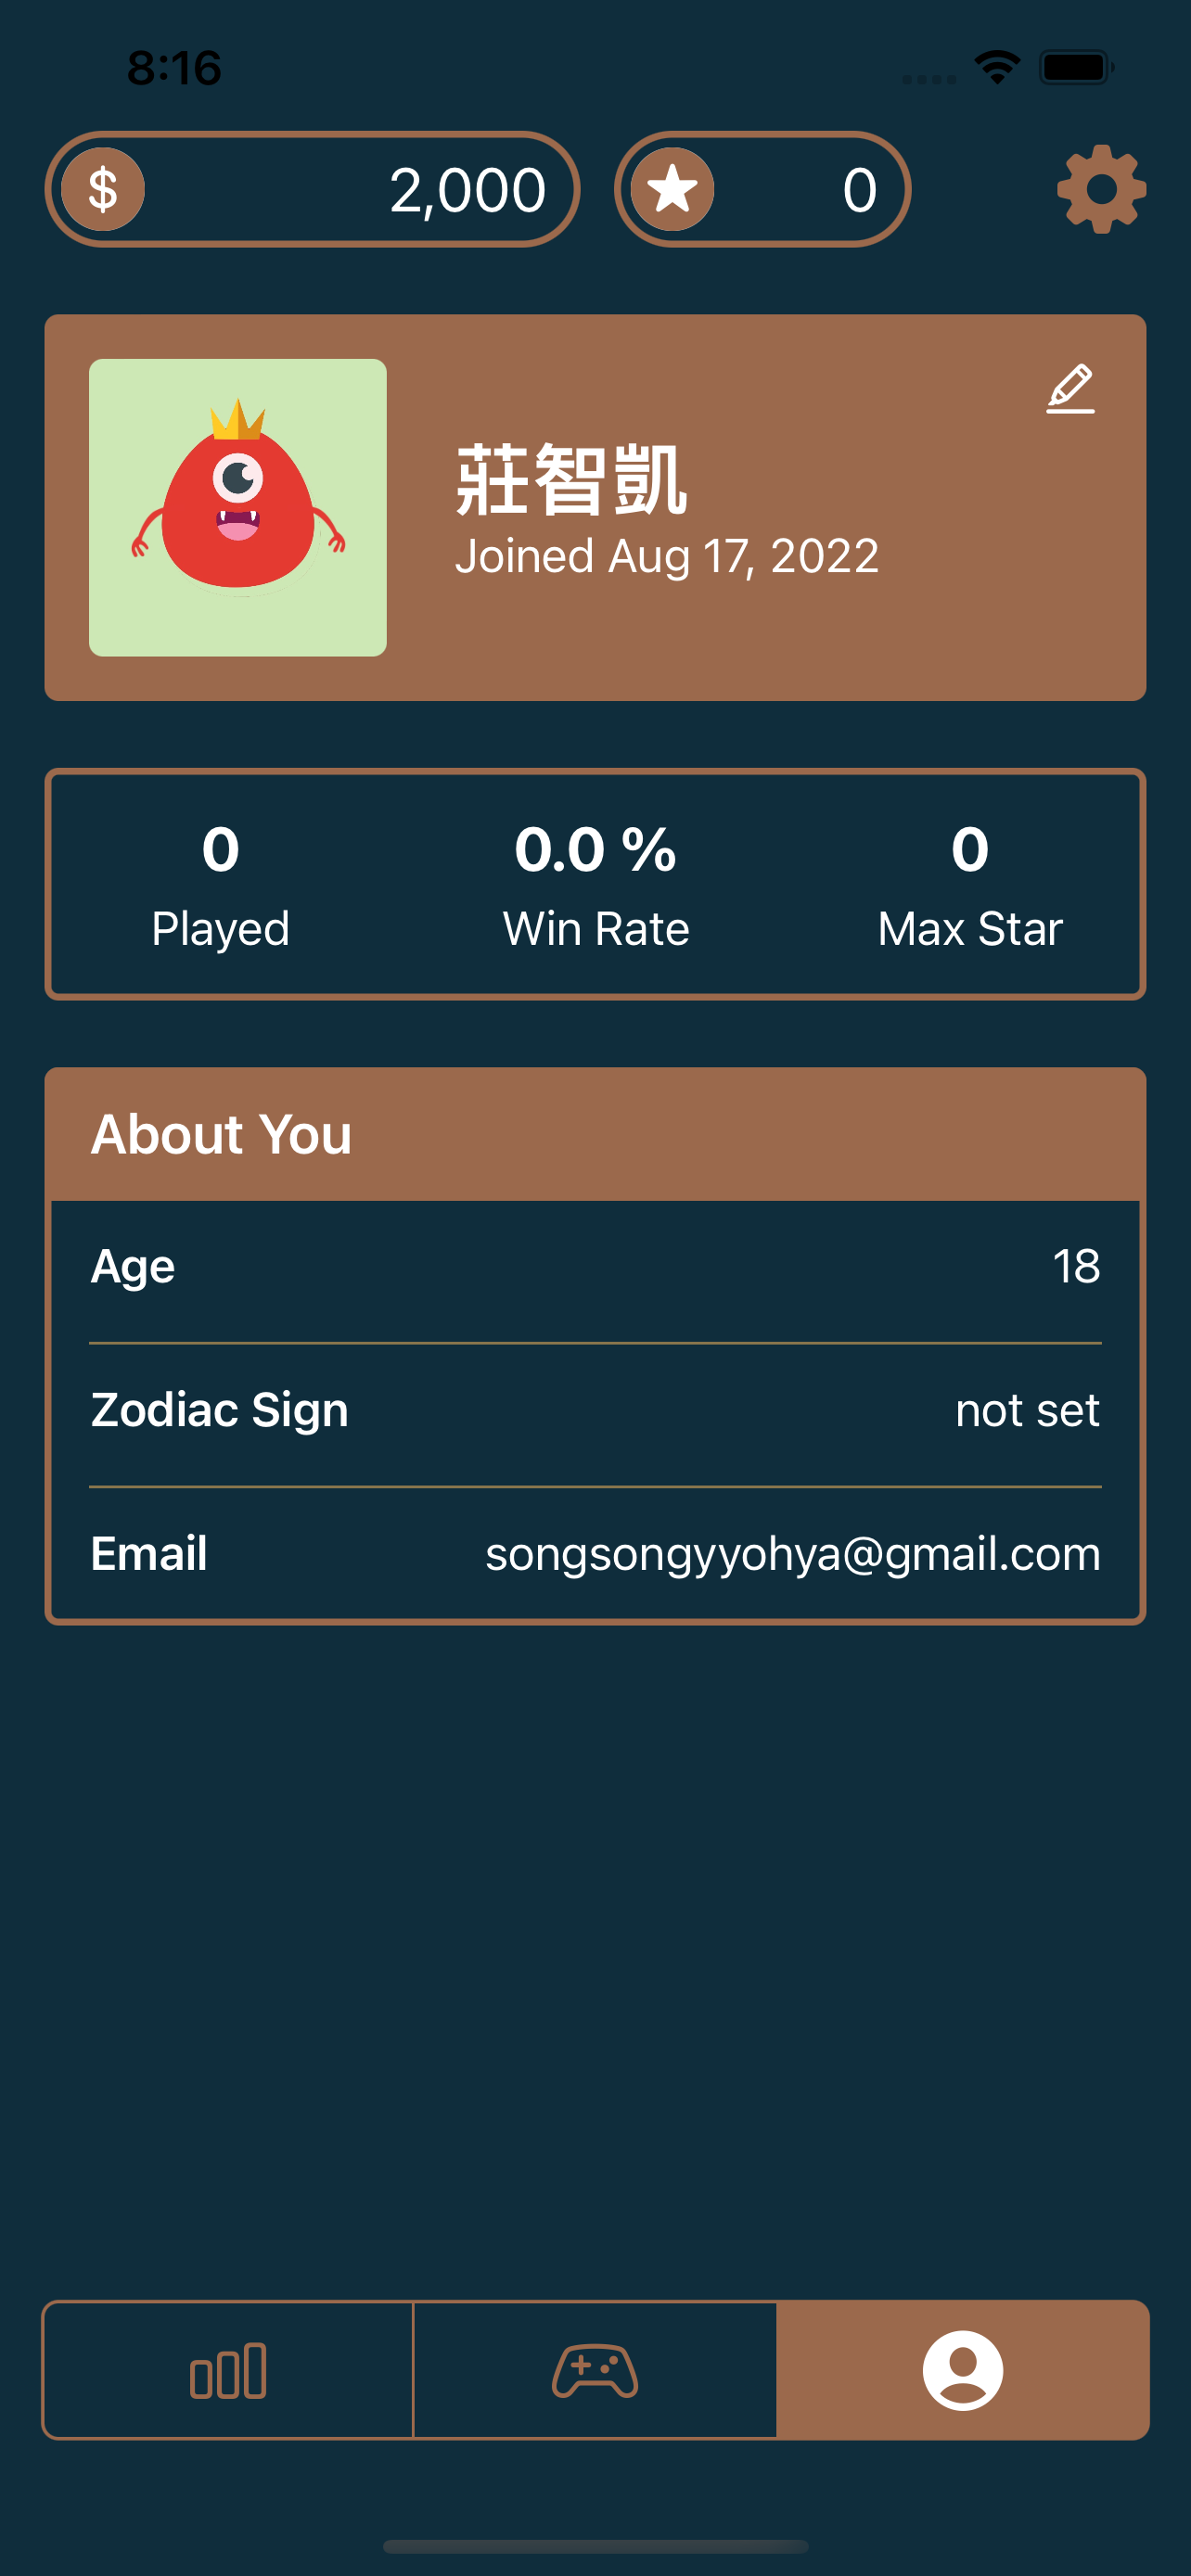 8:16
$ 2,000 0
莊智凱
Joined Aug 17, 2022
0 0.0 % 0
Played Win Rate Max Star
About You
Age 18
Zodiac Sign not set
Email songsongyyohya@gmail.com